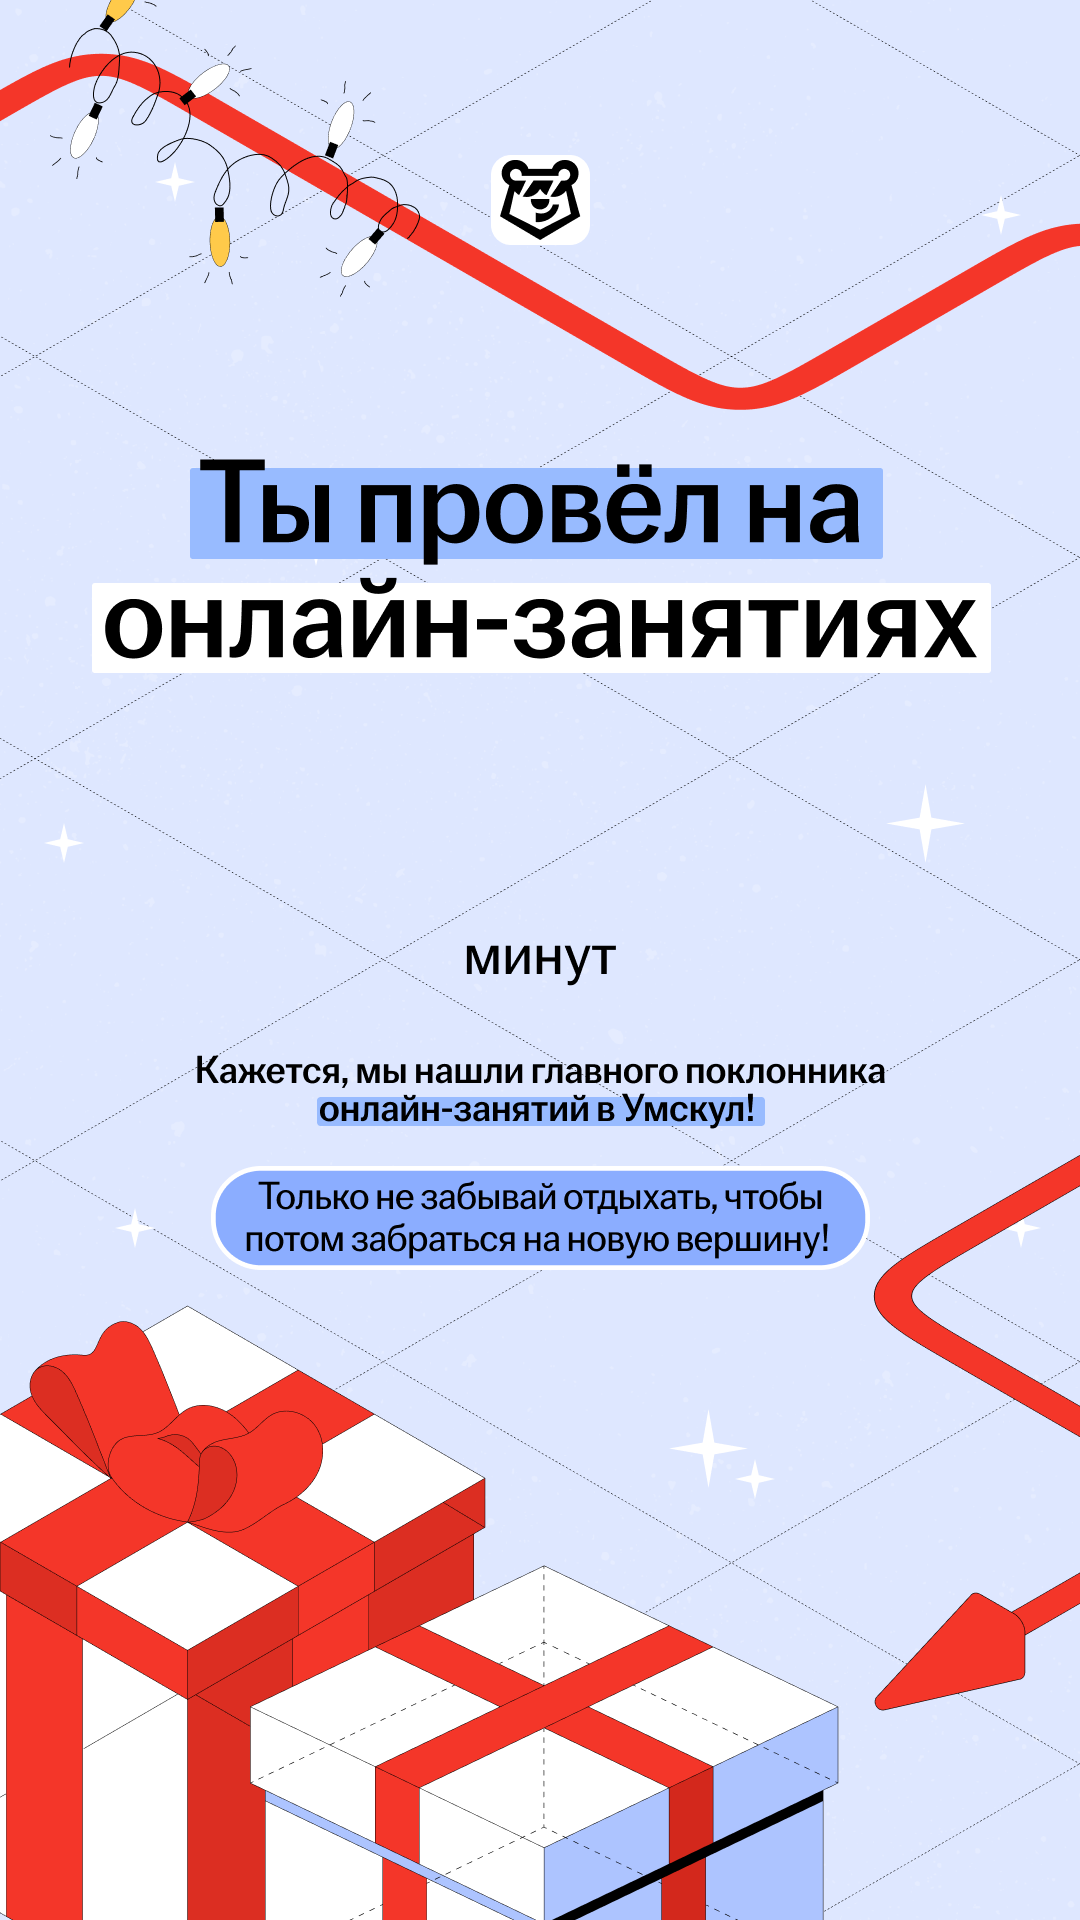 Ты провёл на
онлайн-занятиях
минут
Кажется, мы нашли главного поклонника
онлайн-занятий в Умскул!
Только не забывай отдыхать, чтобы
потом забраться на новую вершину!